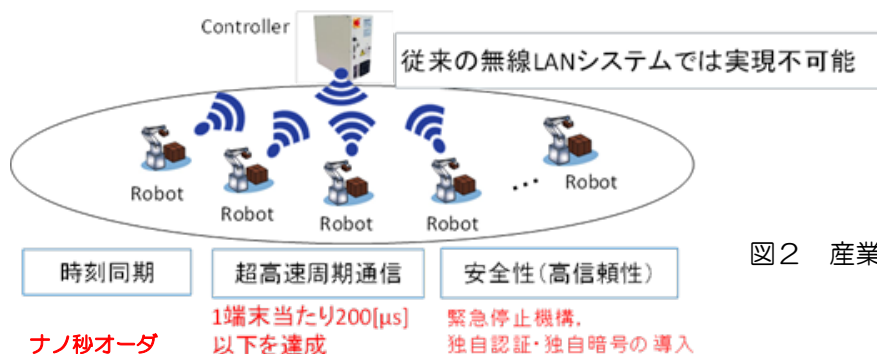 Controller
従来の無線LANシステムでは実現不可能
Robot
Robot
Robot
Robot
...
Robot
時刻同期
超高速周期通信
安全性(高信頼性)
図2 産業
ナノ秒オーダ
1端末当たり200[μs]
以下を達成
緊急停止機構,
独自認証・独自暗号の導入